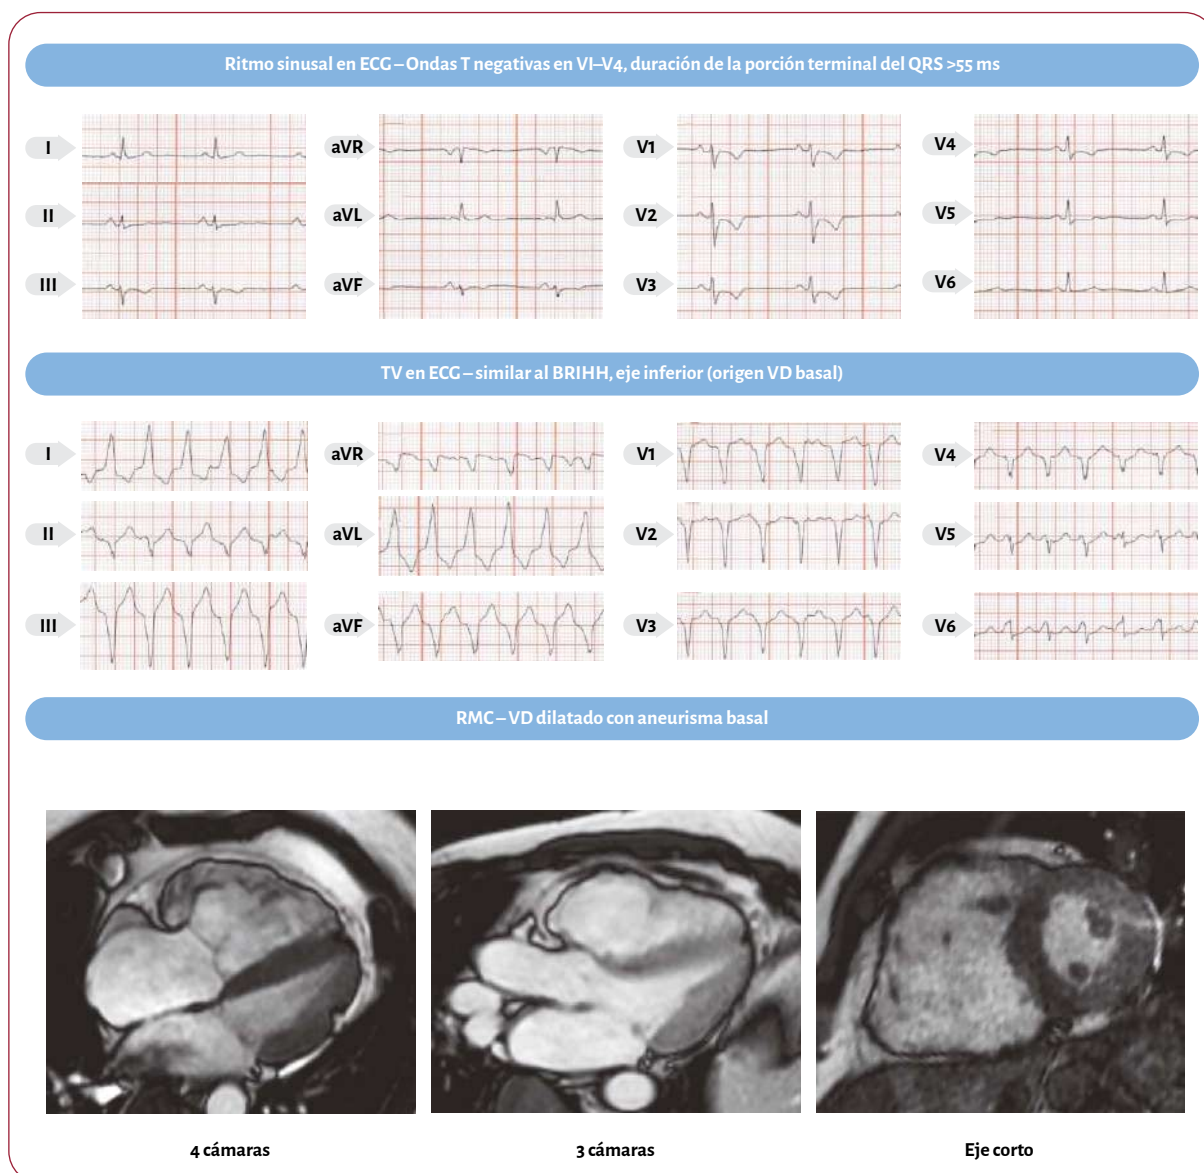 Ritmo sinusal en ECG – Ondas T negativas en VI–V4, duración de la porción terminal del QRS >55 ms
I
aVR
V1
V4
II
aVL
V2
V5
III
aVF
V3
V6
TV en ECG – similar al BRIHH, eje inferior (origen VD basal)
I
aVR
V1
V4
II
aVL
V2
V5
III
aVF
V3
V6
RMC – VD dilatado con aneurisma basal
4 cámaras
3 cámaras
Eje corto